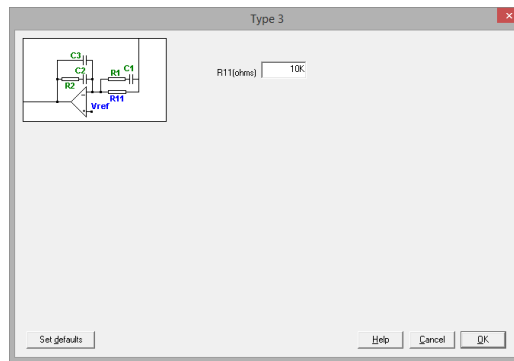 Type 3
C3
C2
R2
R1
C1
R11
Vref
R11(ohms)
10K
Set defaults
Help
Cancel
OK